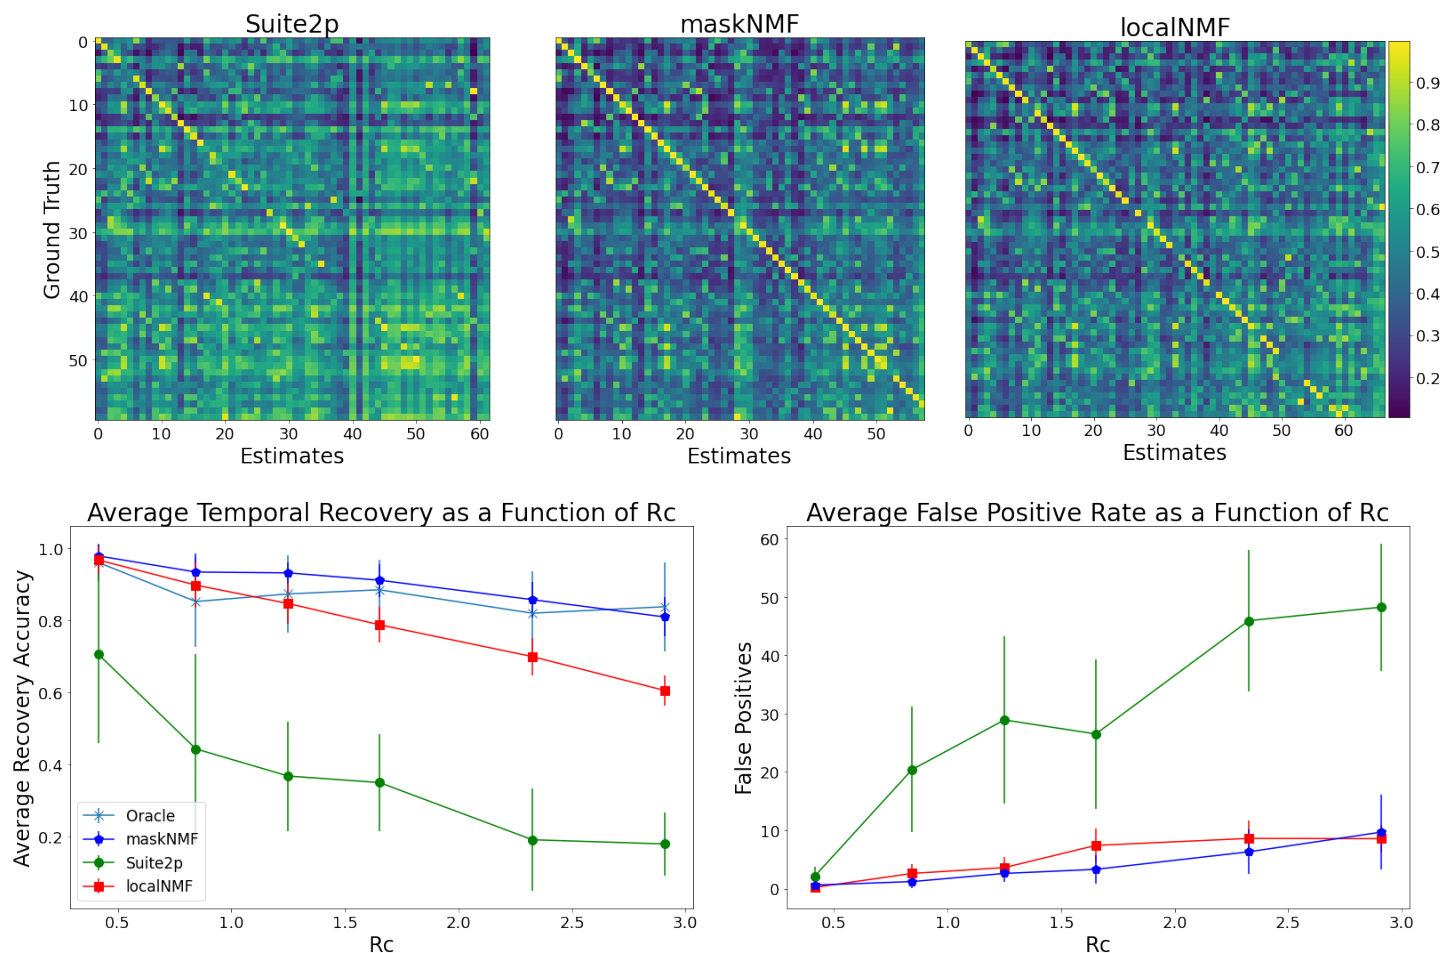 Suite2p
maskNMF
localNMF
Ground Truth
0
10
20
30
40
50
0 10 20 30 40 50 60
Estimates
0 10 20 30 40 50
Estimates
0 10 20 30 40 50 60
Estimates
0.9
0.8
0.7
0.6
0.5
0.4
0.3
0.2
Average Temporal Recovery as a Function of Rc
Average Recovery Accuracy
1.0
0.8
0.6
0.4
0.2
Oracle
maskNMF
Suite2p
localNMF
0.5 1.0 1.5 2.0 2.5 3.0
Rc
Average False Positive Rate as a Function of Rc
False Positives
60
50
40
30
20
10
0
0.5 1.0 1.5 2.0 2.5 3.0
Rc